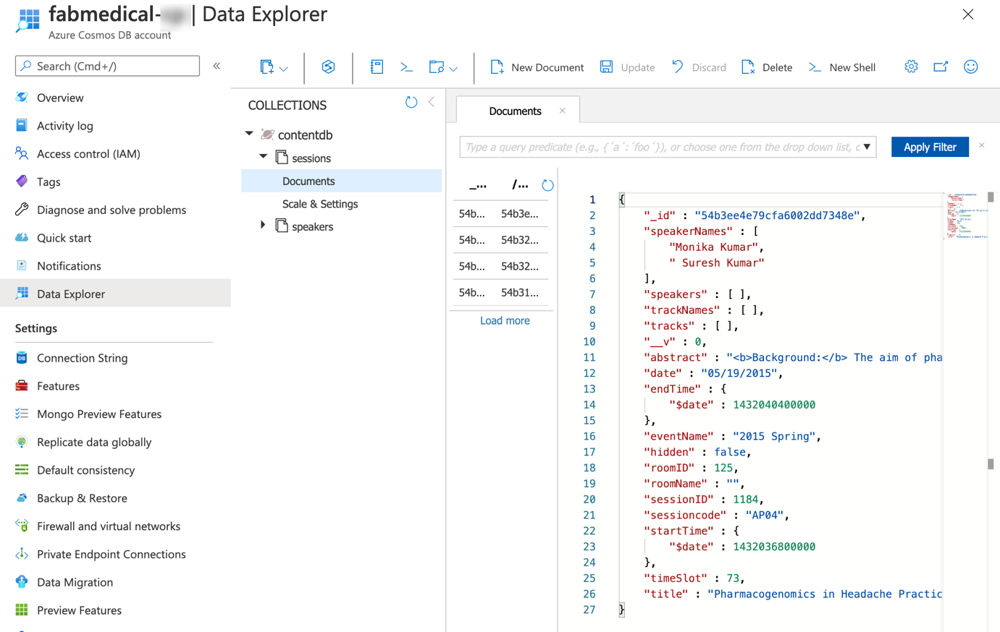 fabmedical- | Data Explorer
Azure Cosmos DB account
Search (Cmd+/)
«
Overview
Activity log
Access control (IAM)
Tags
Diagnose and solve problems
Quick start
Notifications
Data Explorer
Settings
Connection String
DB
Features
Mongo Preview Features
Replicate data globally
Default consistency
Backup & Restore
Firewall and virtual networks
Private Endpoint Connections
Data Migration
Preview Features
New Document
Update
Discard
Delete
New Shell
COLLECTIONS
contentdb
sessions
Documents
Scale & Settings
speakers
Documents
Type a query predicate (e.g., {´a´:´foo´}), or choose one from the drop down list, c
Apply Filter
_... /...
54b... 54b3e...
54b... 54b32...
54b... 54b32...
54b... 54b31...
Load more
1 {
2 "_id" : "54b3ee4e79cfa6002dd7348e",
3 "speakerNames" : [
4 "Monika Kumar",
5 " Suresh Kumar"
6 ],
7 "speakers" : [ ],
8 "trackNames" : [ ],
9 "tracks" : [ ],
10 "__v" : 0,
11 "abstract" : "<b>Background:</b> The aim of pha
12 "date" : "05/19/2015",
13 "endTime" : {
14 "$date" : 1432040400000
15 },
16 "eventName" : "2015 Spring",
17 "hidden" : false,
18 "roomID" : 125,
19 "roomName" : "",
20 "sessionID" : 1184,
21 "sessioncode" : "AP04",
22 "startTime" : {
23 "$date" : 1432036800000
24 },
25 "timeSlot" : 73,
26 "title" : "Pharmacogenomics in Headache Practic
27 }